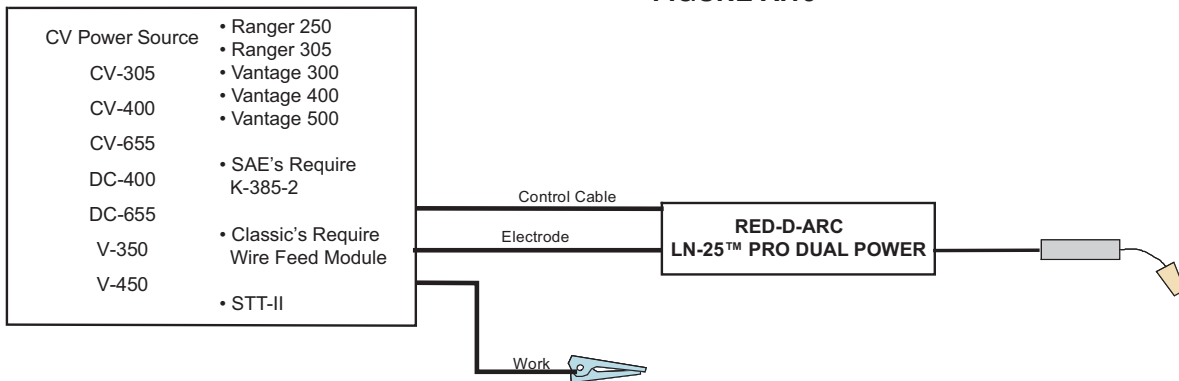 CV Power Source
CV-305
CV-400
CV-655
DC-400
DC-655
V-350
V-450
• Ranger 250
• Ranger 305
• Vantage 300
• Vantage 400
• Vantage 500
• SAE's Require
K-385-2
• Classic's Require
Wire Feed Module
• STT-II
Control Cable
Electrode
Work
RED-D-ARC
LN-25™ PRO DUAL POWER